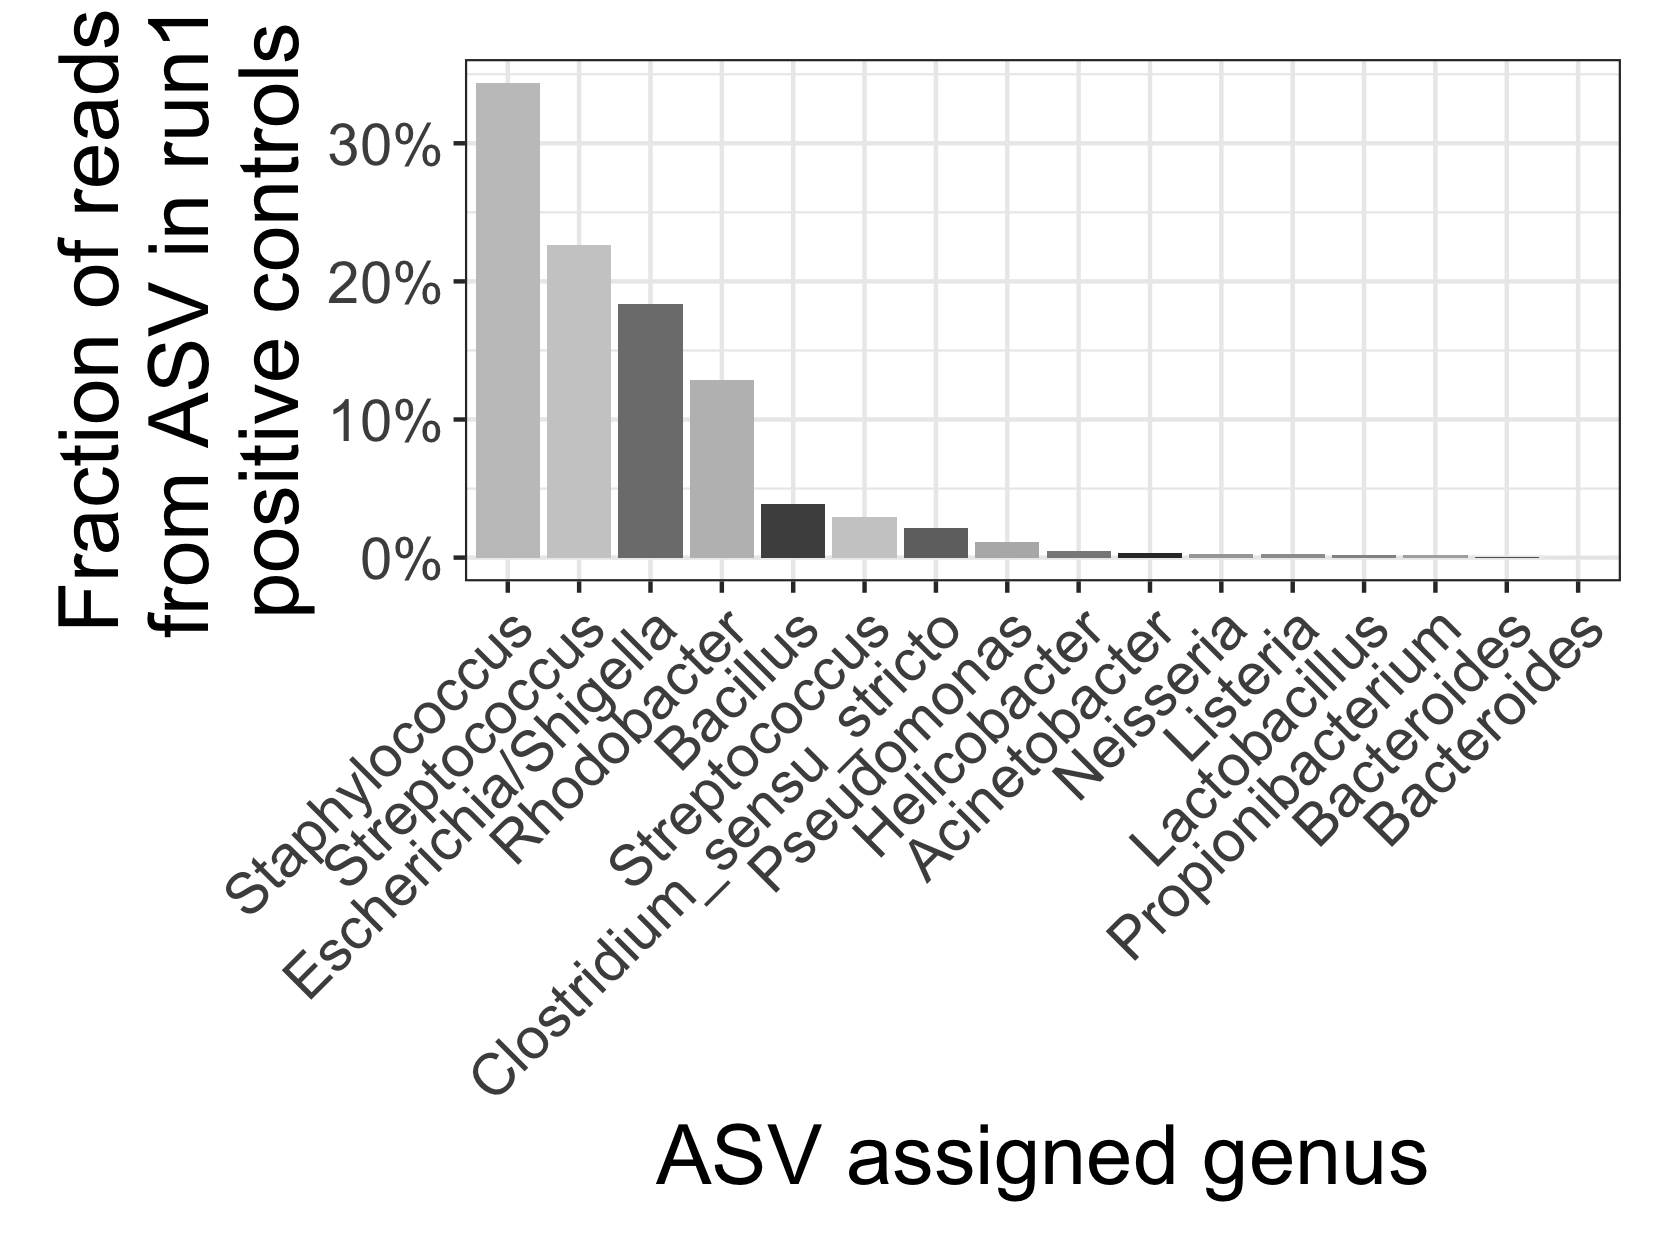 Fraction of reads
from ASV in run1
positive controls
30%
20%
10%
0%
Staphylococcus
Streptococcus
Escherichia/Shigella
Rhodobacter
Bacillus
Streptococcus
Clostridium_sensu_stricto
Pseudomonas
Helicobacter
Acinetobacter
Neisseria
Listeria
Lactobacillus
Propionibacterium
Bacteroides
Bacteroides
ASV assigned genus